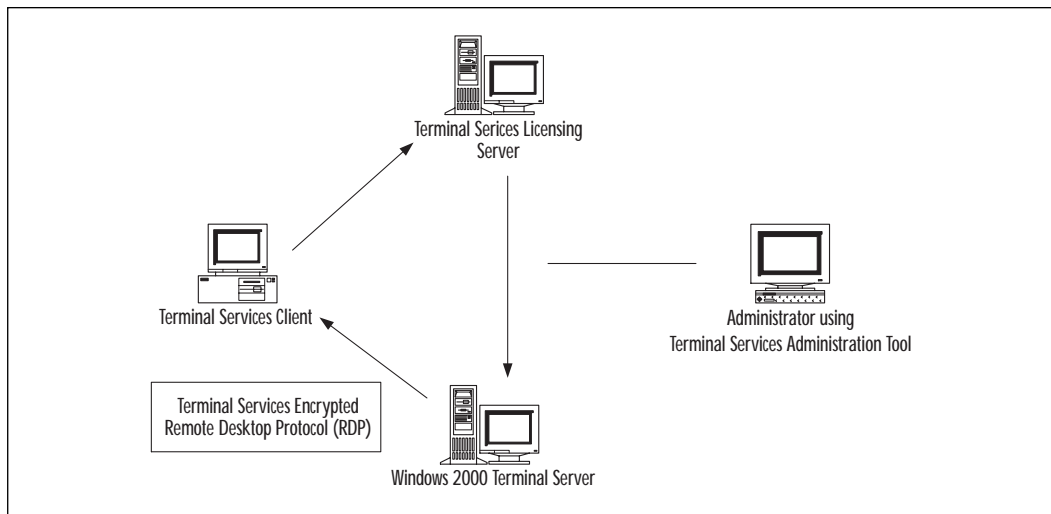 Terminal Serices Licensing
Server
Terminal Services Client
Administrator using
Terminal Services Administration Tool
Terminal Services Encrypted
Remote Desktop Protocol (RDP)
Windows 2000 Terminal Server